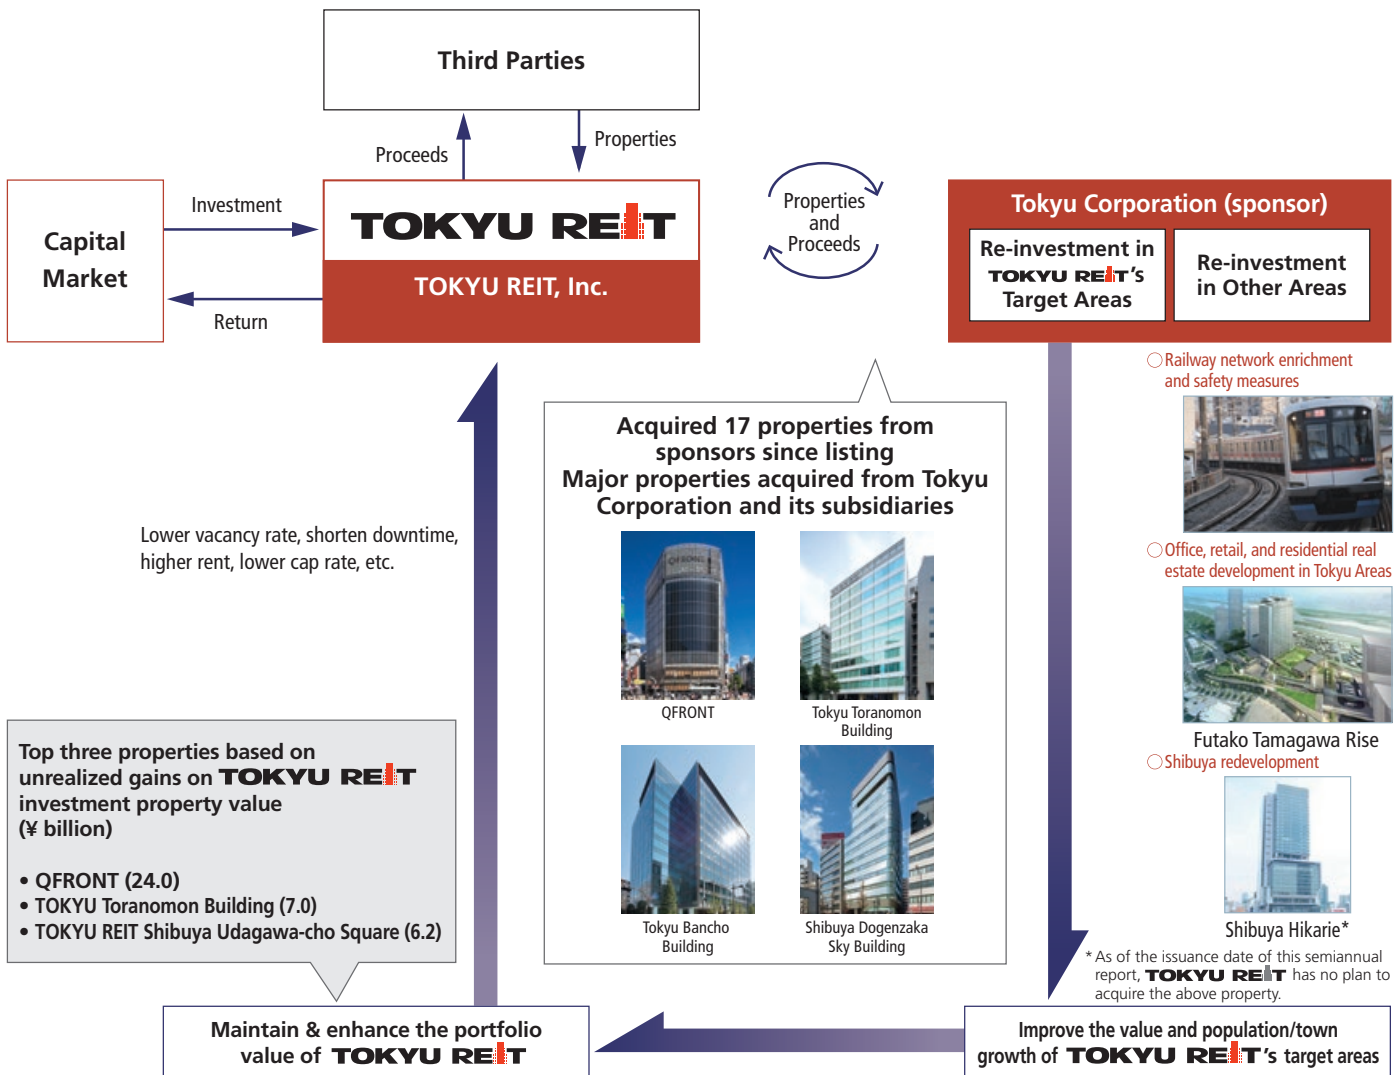 Third Parties
Proceeds
Properties
Capital
Market
Investment
Return
TOKYU REIT
TOKYU REIT, Inc.
Properties
and
Proceeds
Tokyu Corporation (sponsor)
Re-investment in
TOKYU REIT's
Target Areas
Re-investment
in Other Areas
Railway network enrichment
and safety measures
Office, retail, and residential real
estate development in Tokyu Areas
Futako Tamagawa Rise
Shibuya redevelopment
Shibuya Hikarie*
* As of the issuance date of this semiannual
report, TOKYU REIT has no plan to
acquire the above property.
Acquired 17 properties from
sponsors since listing
Major properties acquired from Tokyu
Corporation and its subsidiaries
QFRONT
QFRONT
Tokyu Toranomon
Building
Tokyu Bancho
Building
Shibuya Dogenzaka
Sky Building
Lower vacancy rate, shorten downtime,
higher rent, lower cap rate, etc.
Top three properties based on
unrealized gains on TOKYU REIT
investment property value
(¥ billion)
• QFRONT (24.0)
• TOKYU Toranomon Building (7.0)
• TOKYU REIT Shibuya Udagawa-cho Square (6.2)
Maintain & enhance the portfolio
value of TOKYU REIT
Improve the value and population/town
growth of TOKYU REIT's target areas